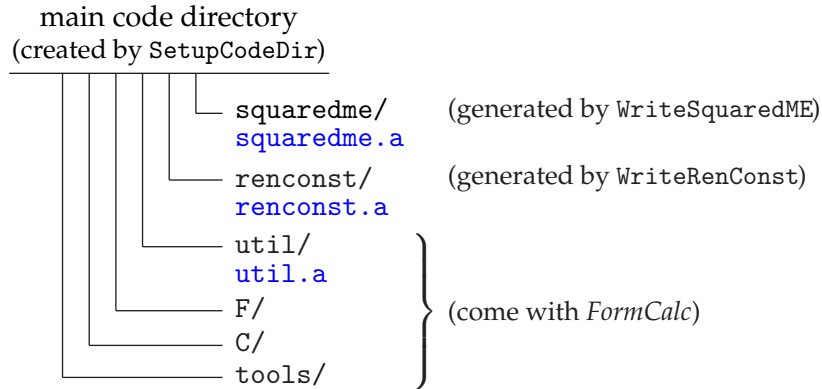 main code directory
(created by SetupCodeDir)
squaredme/ (generated by WriteSquaredME)
squaredme.a
renconst/ (generated by WriteRenConst)
renconst.a
util/
util.a
F/ (come with FormCalc)
C/
tools/